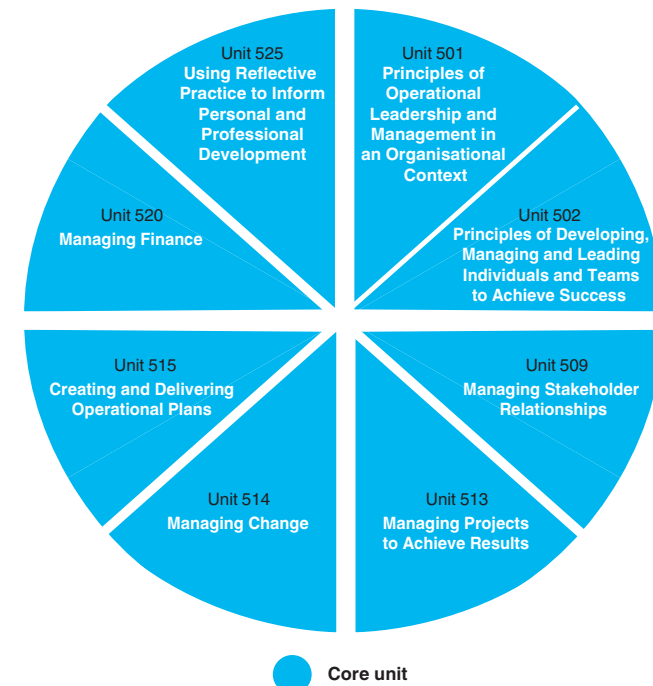 Unit 525
Using Reflective
Practice to Inform
Personal and
Professional
Development
Unit 501
Principles of
Operational
Leadership and
Management in
an Organisational
Context
Unit 502
Principles of Developing,
Managing and Leading
Individuals and Teams
to Achieve Success
Unit 509
Managing Stakeholder
Relationships
Unit 513
Managing Projects
to Achieve Results
Unit 514
Managing Change
Unit 515
Creating and Delivering
Operational Plans
Unit 520
Managing Finance
Core unit